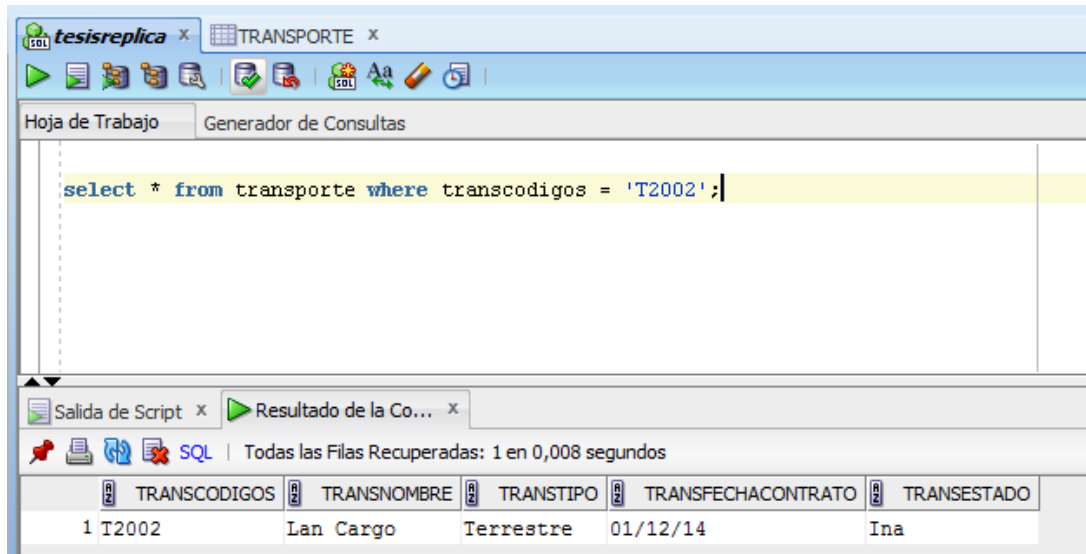 tesisreplica x TRANSPORTE x
Hoja de Trabajo Generador de Consultas
select * from transporte where transcodigos = 'T2002';
Salida de Script x Resultado de la Co... x
SQL | Todas las Filas Recuperadas: 1 en 0,008 segundos
TRANSCODIGOS TRANSNOMBRE TRANSTIPO TRANSFECHACONTRATO TRANSESTADO
1 T2002 Lan Cargo Terrestre 01/12/14 Ina